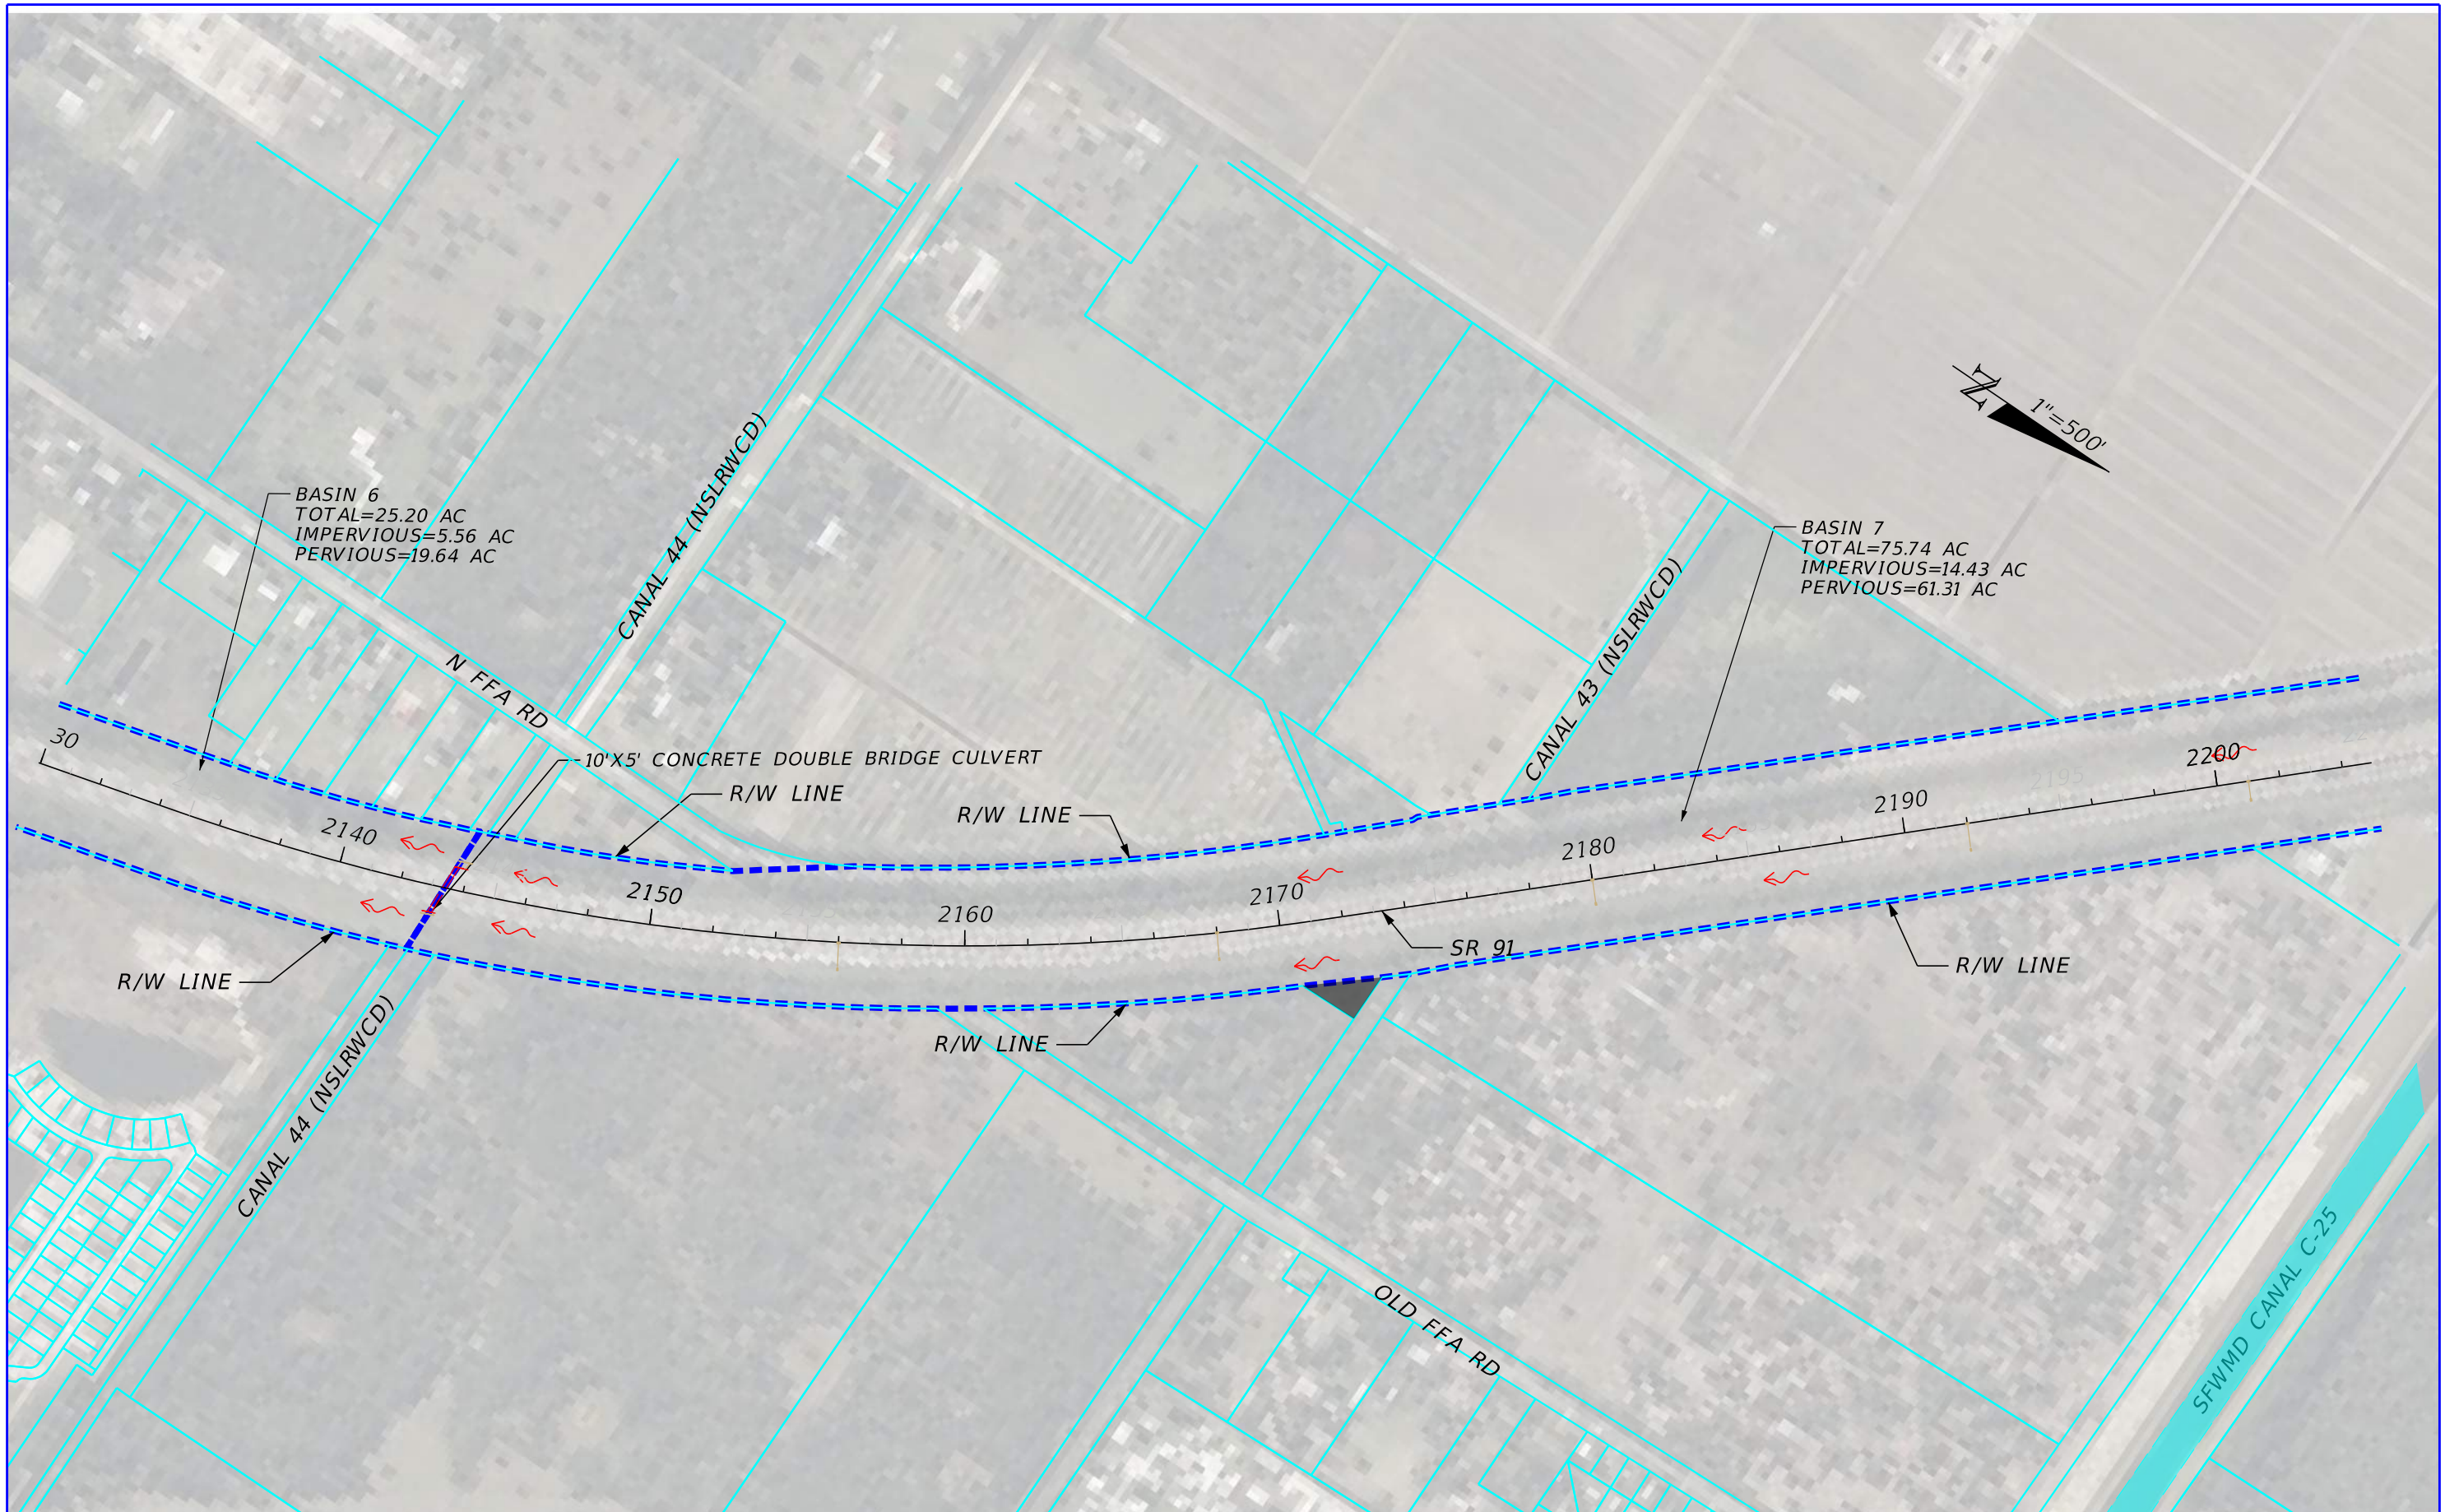 N
1"=500'
CANAL 44 (NSLRWCD)
BASIN 6
TOTAL=25.20 AC
IMPERVIOUS=5.56 AC
PERVIOUS=19.64 AC
BASIN 7
TOTAL=75.74 AC
IMPERVIOUS=14.43 AC
PERVIOUS=61.31 AC
CANAL 43 (NSLRWCD)
N FFA RD
10'X5' CONCRETE DOUBLE BRIDGE CULVERT
R/W LINE
R/W LINE
30
2140
2150
2160
2170
2180
2190
2195
2200
SR 91
R/W LINE
R/W LINE
R/W LINE
CANAL 44 (NSLRWCD)
OLD FFA RD
SFWMD CANAL C-25